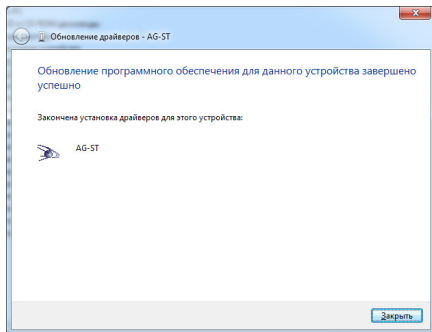 Обновление драйверов - AG-ST
Обновление программного обеспечения для данного устройства завершено
успешно
Закончена установка драйверов для этого устройства:
AG-ST
Закрыть